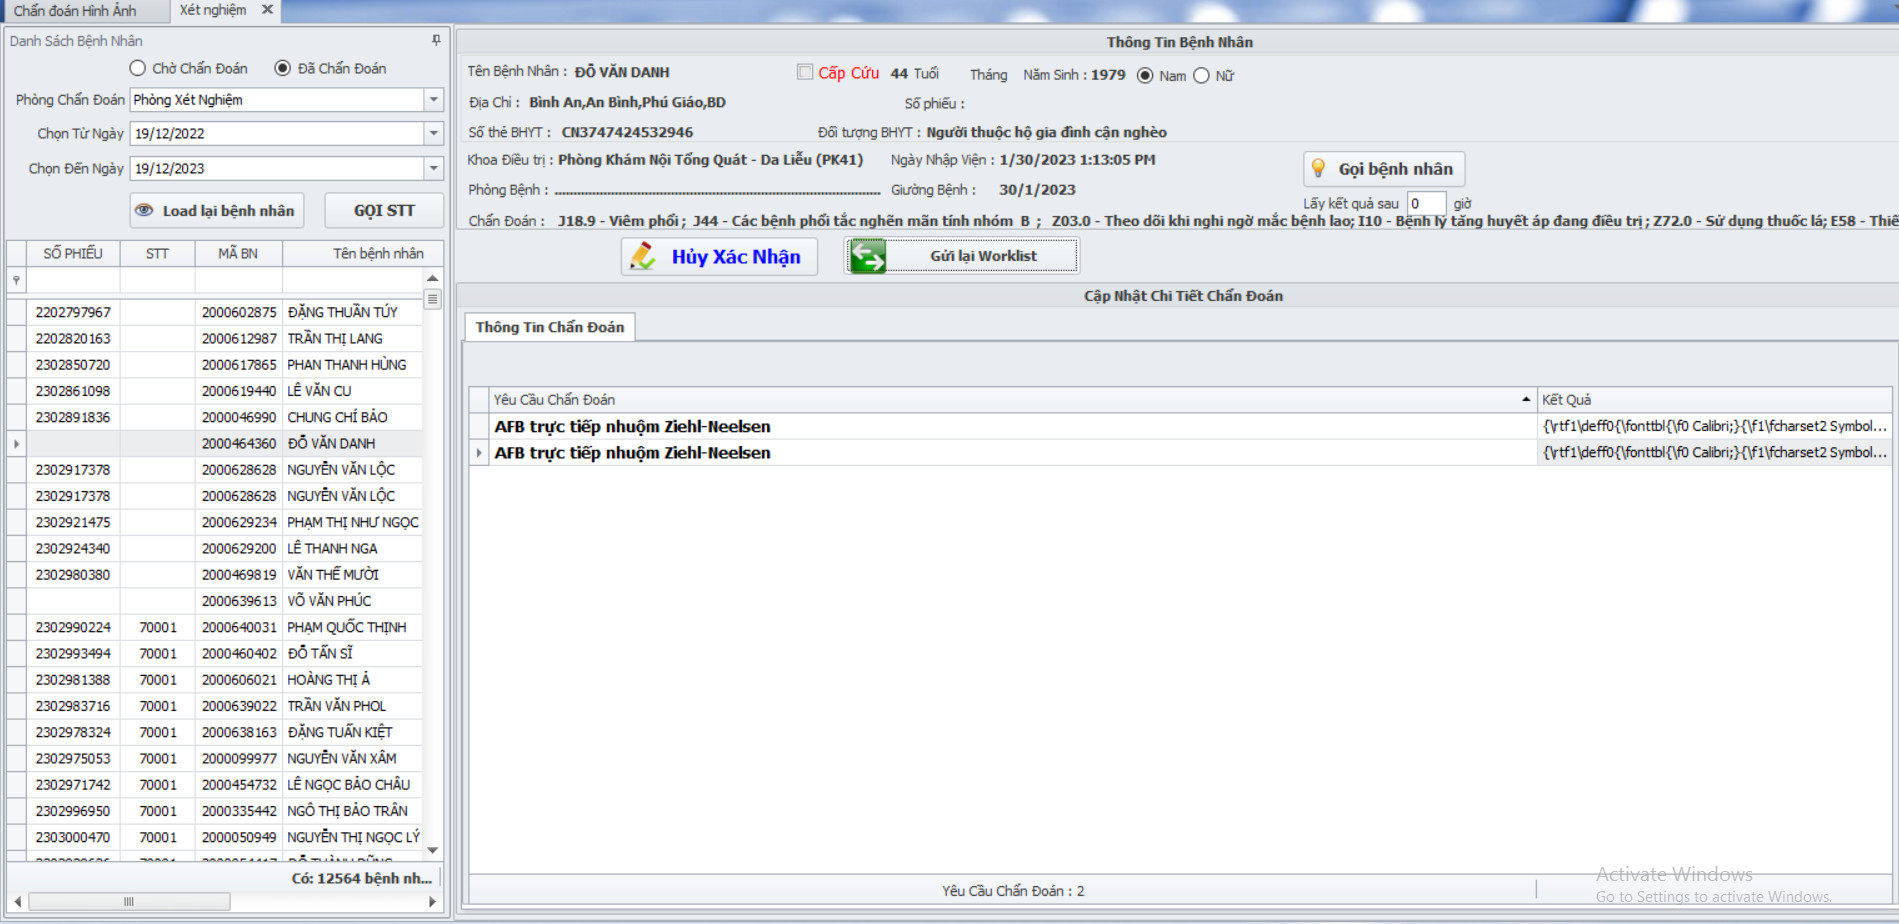 Chẩn đoán Hình Ảnh
Xét nghiệm
Danh Sách Bệnh Nhân
Chờ Chẩn Đoán Đã Chẩn Đoán
Phòng Chẩn Đoán Phòng Xét Nghiệm
Chọn Từ Ngày 19/12/2022
Chọn Đến Ngày 19/12/2023
Load lại bệnh nhân GỌI STT
SỐ PHIẾU STT MÃ BN Tên bệnh nhân
2202797967 2000602875 ĐẶNG THUẦN TÚY
2202820163 2000612987 TRẦN THỊ LANG
2302850720 2000617865 PHAN THANH HÙNG
2302861098 2000619440 LÊ VĂN CU
2302891836 2000046990 CHUNG CHÍ BẢO
2000464360 ĐỖ VĂN DANH
2302917378 2000628628 NGUYỄN VĂN LỘC
2302917378 2000628628 NGUYỄN VĂN LỘC
2302921475 2000629234 PHẠM THỊ NHƯ NGỌC
2302924340 2000629200 LÊ THANH NGA
2302980380 2000469819 VĂN THẾ MƯỜI
2000639613 VÕ VĂN PHÚC
2302990224 70001 2000640031 PHẠM QUỐC THỊNH
2302993494 70001 2000460402 ĐỖ TẤN SĨ
2302981388 70001 2000606021 HOÀNG THỊ Ả
2302983716 70001 2000639022 TRẦN VĂN PHOL
2302978324 70001 2000638163 ĐẶNG TUẤN KIỆT
2302975053 70001 2000099977 NGUYỄN VĂN XÂM
2302971742 70001 2000454732 LÊ NGỌC BẢO CHÂU
2302996950 70001 2000335442 NGÔ THỊ BẢO TRÂN
2303000470 70001 2000050949 NGUYỄN THỊ NGỌC LÝ
Có: 12564 bệnh nh...
Thông Tin Bệnh Nhân
Tên Bệnh Nhân : ĐỖ VĂN DANH Cấp Cứu 44 Tuổi Tháng Năm Sinh : 1979 Nam Nữ
Địa Chỉ : Bình An,An Bình,Phú Giáo,BD Số phiếu :
Số thẻ BHYT : CN3747424532946 Đối tượng BHYT : Người thuộc hộ gia đình cận nghèo
Khoa Điều trị : Phòng Khám Nội Tổng Quát - Da Liễu (PK41) Ngày Nhập Viện : 1/30/2023 1:13:05 PM
Gọi bệnh nhân
Phòng Bệnh : Giường Bệnh : 30/1/2023
Lấy kết quả sau 0 giờ
Chẩn Đoán : J18.9 - Viêm phổi ; J44 - Các bệnh phổi tắc nghẽn mãn tính nhóm B ; Z03.0 - Theo dõi khi nghi ngờ mắc bệnh lao; I10 - Bệnh lý tăng huyết áp đang điều trị ; Z72.0 - Sử dụng thuốc lá; E58 - Thiế
Hủy Xác Nhận Gửi lại Worklist
Cập Nhật Chi Tiết Chẩn Đoán
Thông Tin Chẩn Đoán
Yêu Cầu Chẩn Đoán Kết Quả
AFB trực tiếp nhuộm Ziehl-Neelsen {\rtf1\deff0{\fonttbl{\f0 Calibri;}{\f1\fcharset2 Symbol...
AFB trực tiếp nhuộm Ziehl-Neelsen {\rtf1\deff0{\fonttbl{\f0 Calibri;}{\f1\fcharset2 Symbol...
Yêu Cầu Chẩn Đoán : 2
Activate Windows
Go to Settings to activate Windows.